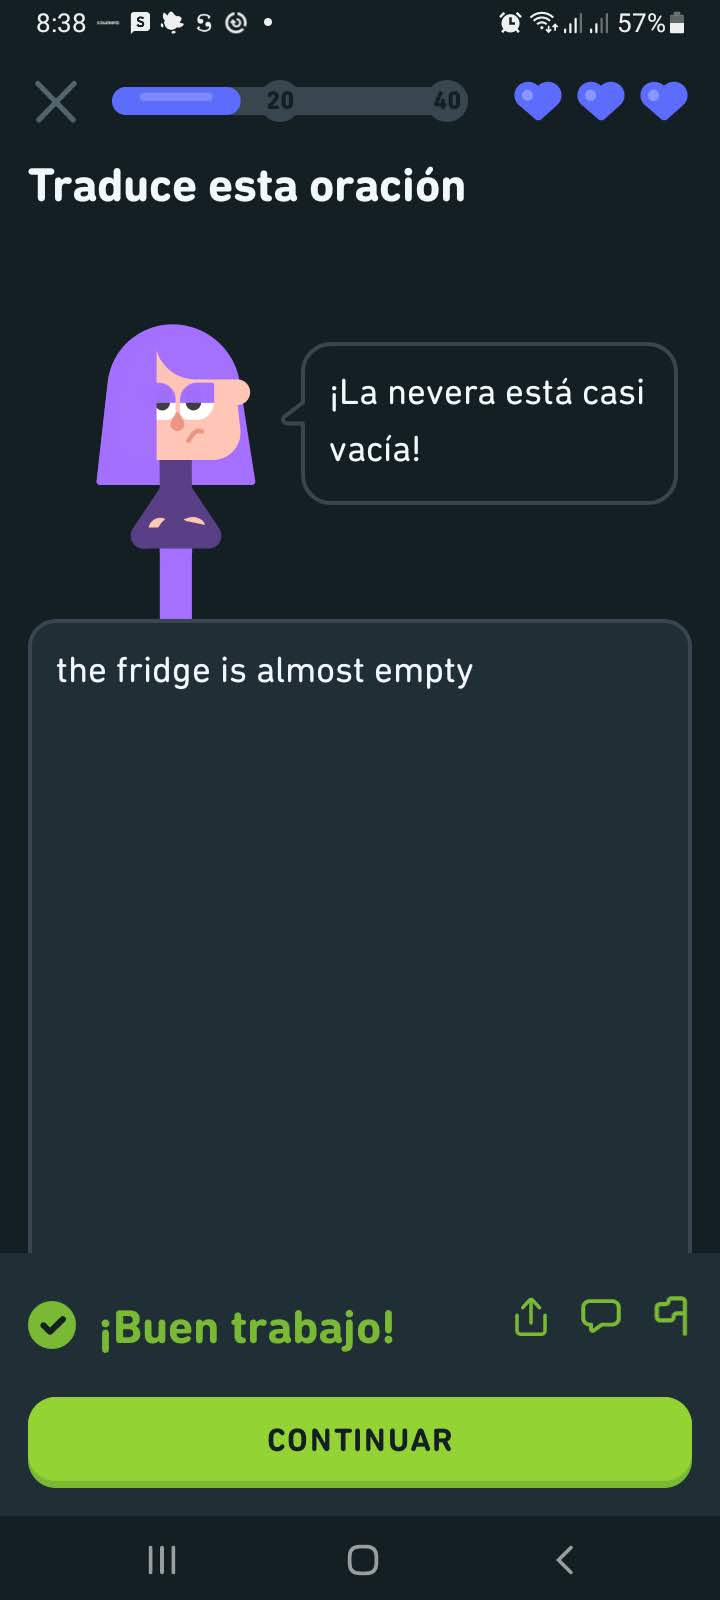 8:38
S
57%
20
40
Traduce esta oración
¡La nevera está casi
vacía!
the fridge is almost empty
¡Buen trabajo!
CONTINUAR